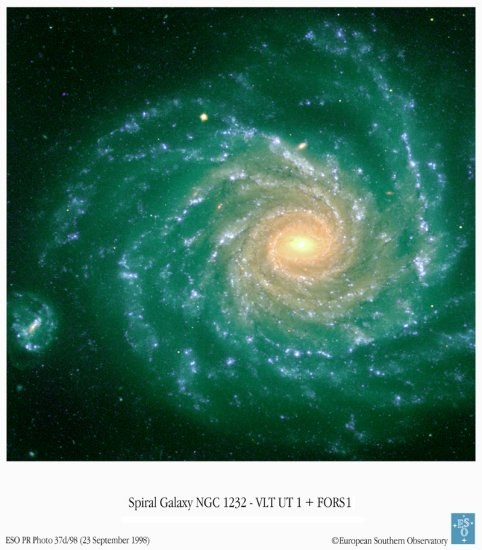 Spiral Galaxy NGC 1232 - VLT UT 1 + FORS1
ESO PR Photo 37d/98 (23 September 1998)
©European Southern Observatory
ESO